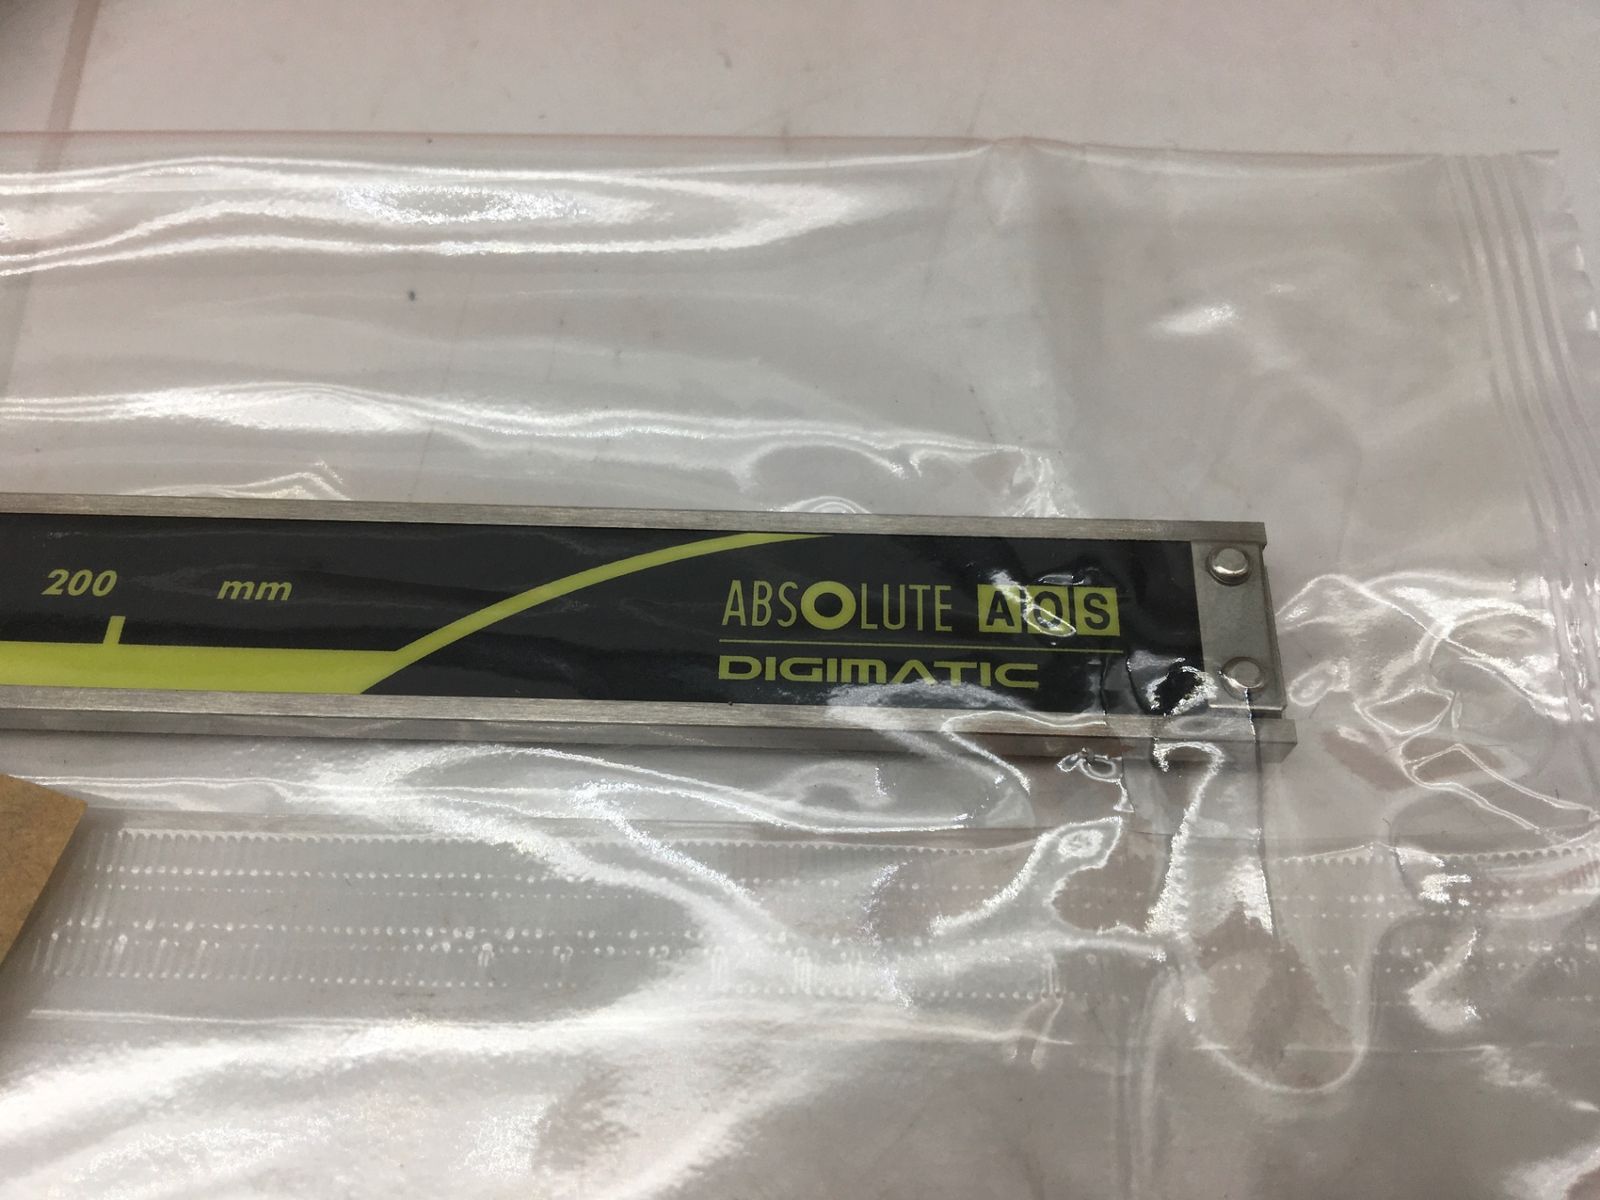 200 mm
ABSOLUTE AOS
DIGIMATIC